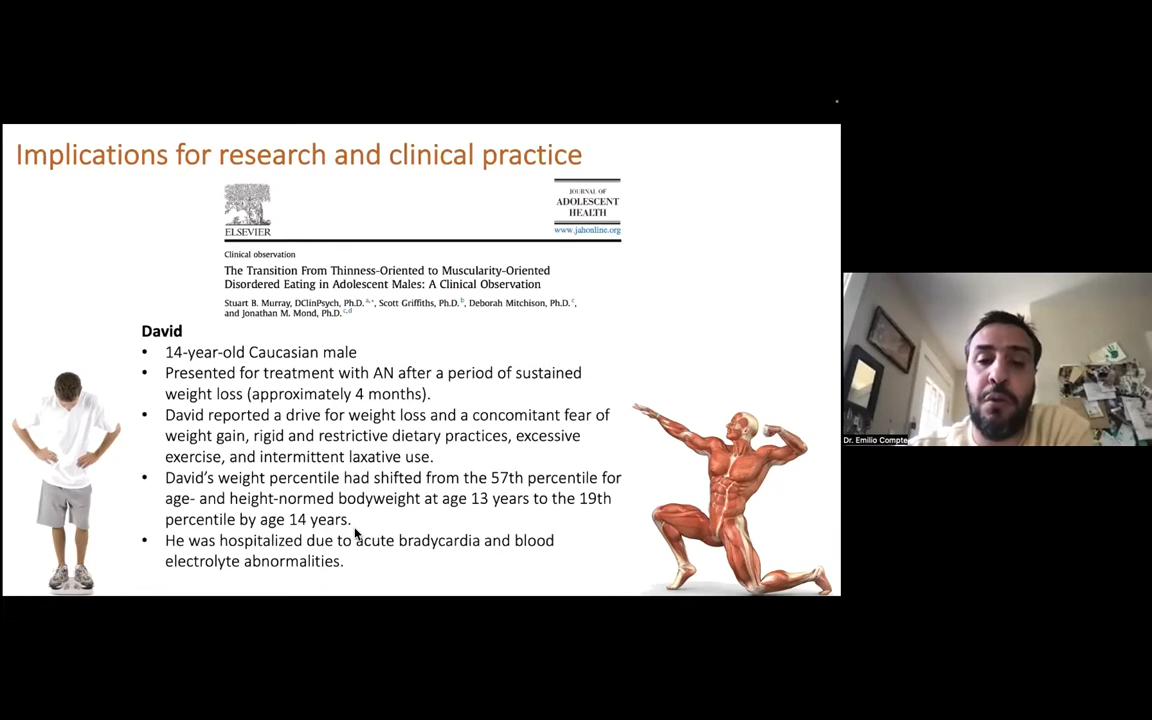 Implications for research and clinical practice
ELSEVIER
JOURNAL OF
ADOLESCENT
HEALTH
www.jahonline.org
Clinical observation
The Transition From Thinness-Oriented to Muscularity-Oriented
Disordered Eating in Adolescent Males: A Clinical Observation
Stuart B. Murray, DClinPsych, Ph.D. a,*, Scott Griffiths, Ph.D. b, Deborah Mitchison, Ph.D. c,
and Jonathan M. Mond, Ph.D. c,d
David
• 14-year-old Caucasian male
• Presented for treatment with AN after a period of sustained
weight loss (approximately 4 months).
• David reported a drive for weight loss and a concomitant fear of
weight gain, rigid and restrictive dietary practices, excessive
exercise, and intermittent laxative use.
• David's weight percentile had shifted from the 57th percentile for
age- and height-normed bodyweight at age 13 years to the 19th
percentile by age 14 years.
• He was hospitalized due to acute bradycardia and blood
electrolyte abnormalities.
Dr. Emilio Compte